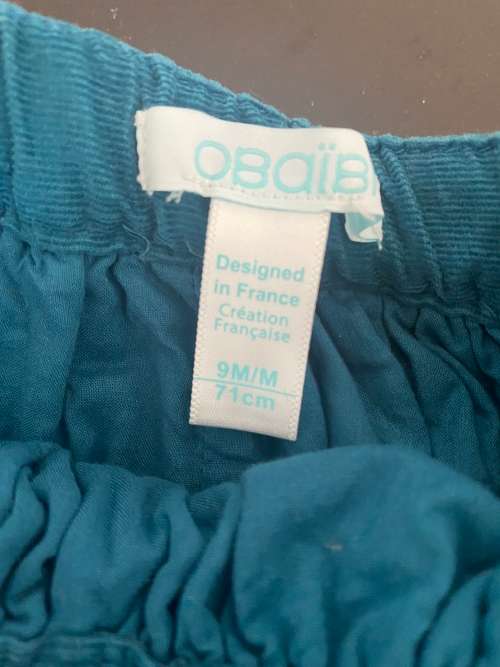 OBaïBI
Designed
in France
Création
Française
9M/M
71cm